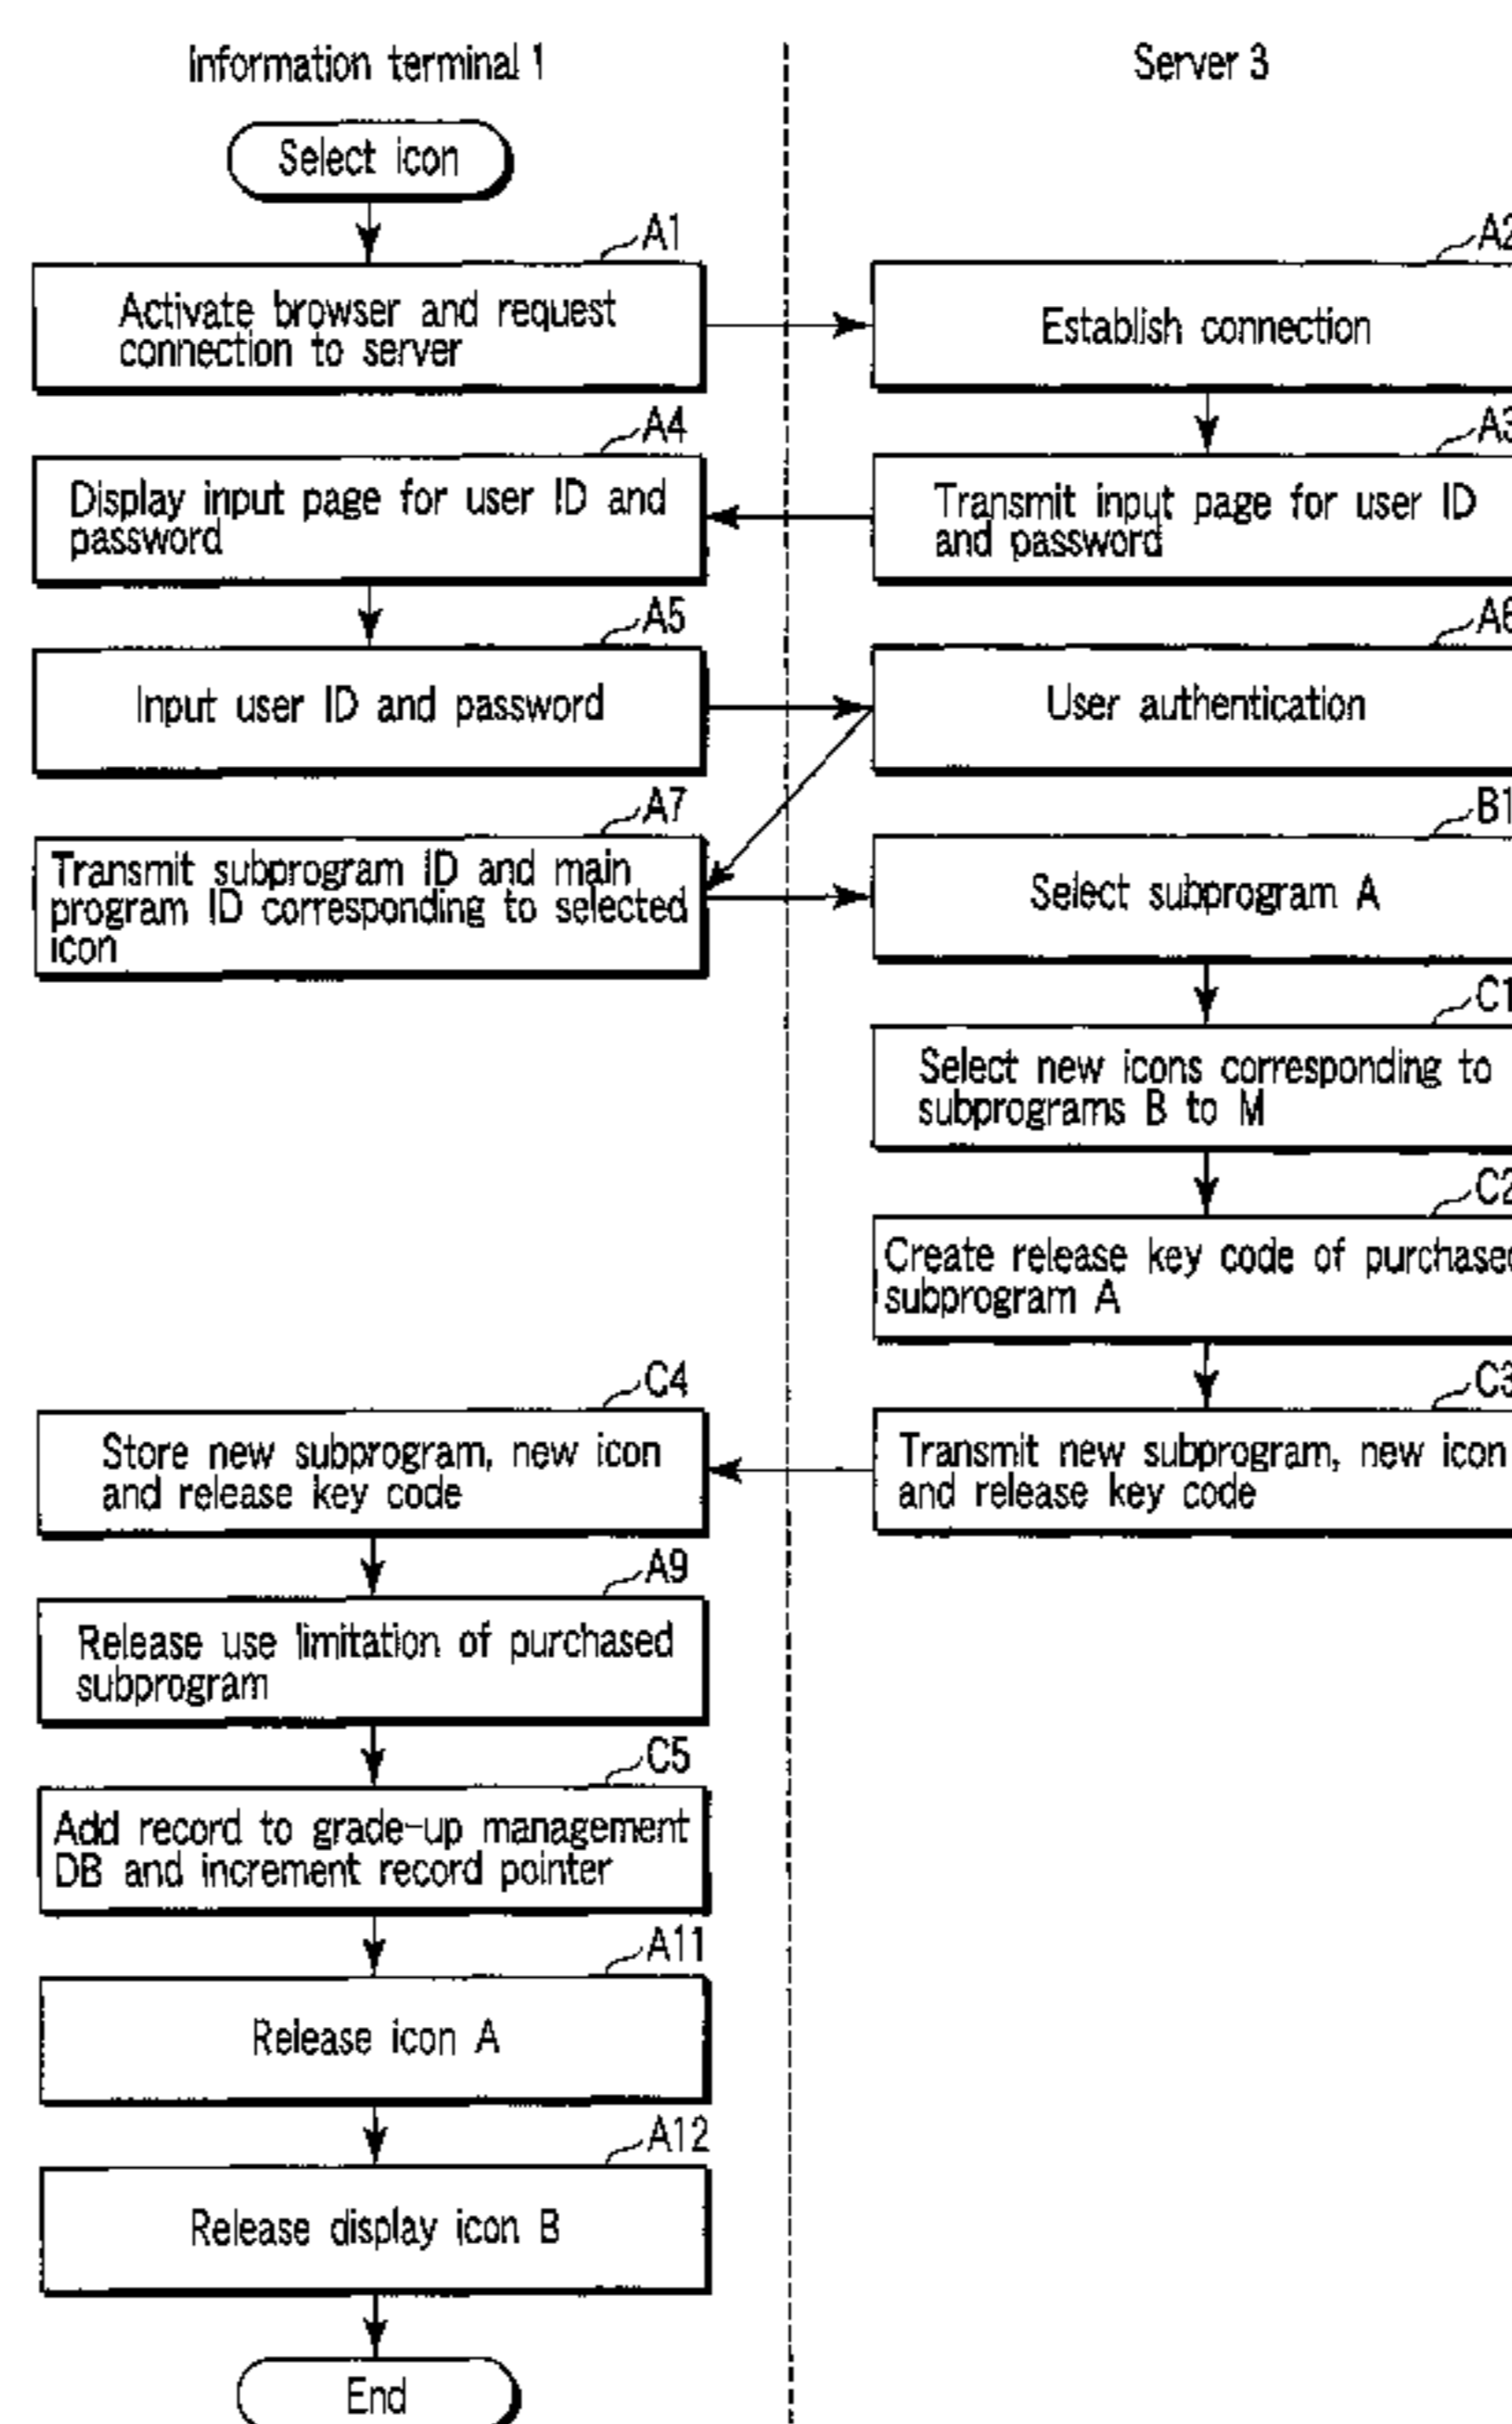 Information terminal 1
Server 3
Select icon
A1
Activate browser and request
connection to server
A2
Establish connection
A3
Transmit input page for user ID
and password
A4
Display input page for user ID and
password
A5
Input user ID and password
A6
User authentication
A7
Transmit subprogram ID and main
program ID corresponding to selected
icon
B1
Select subprogram A
C1
Select new icons corresponding to
subprograms B to M
C2
Create release key code of purchased
subprogram A
C3
Transmit new subprogram, new icon
and release key code
C4
Store new subprogram, new icon
and release key code
A9
Release use limitation of purchased
subprogram
C5
Add record to grade-up management
DB and increment record pointer
A11
Release icon A
A12
Release display icon B
End